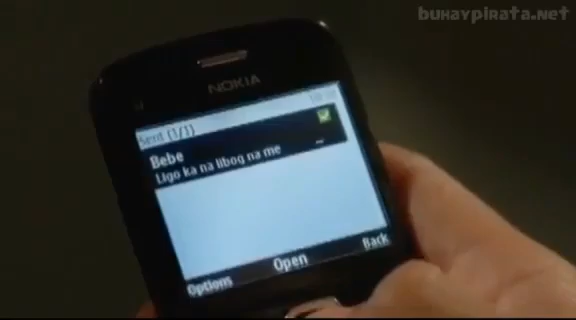 buhaypirata.net
NOKIA
Sent (1/1)
Bebe
Ligo ka na libog na me
Options Open Back